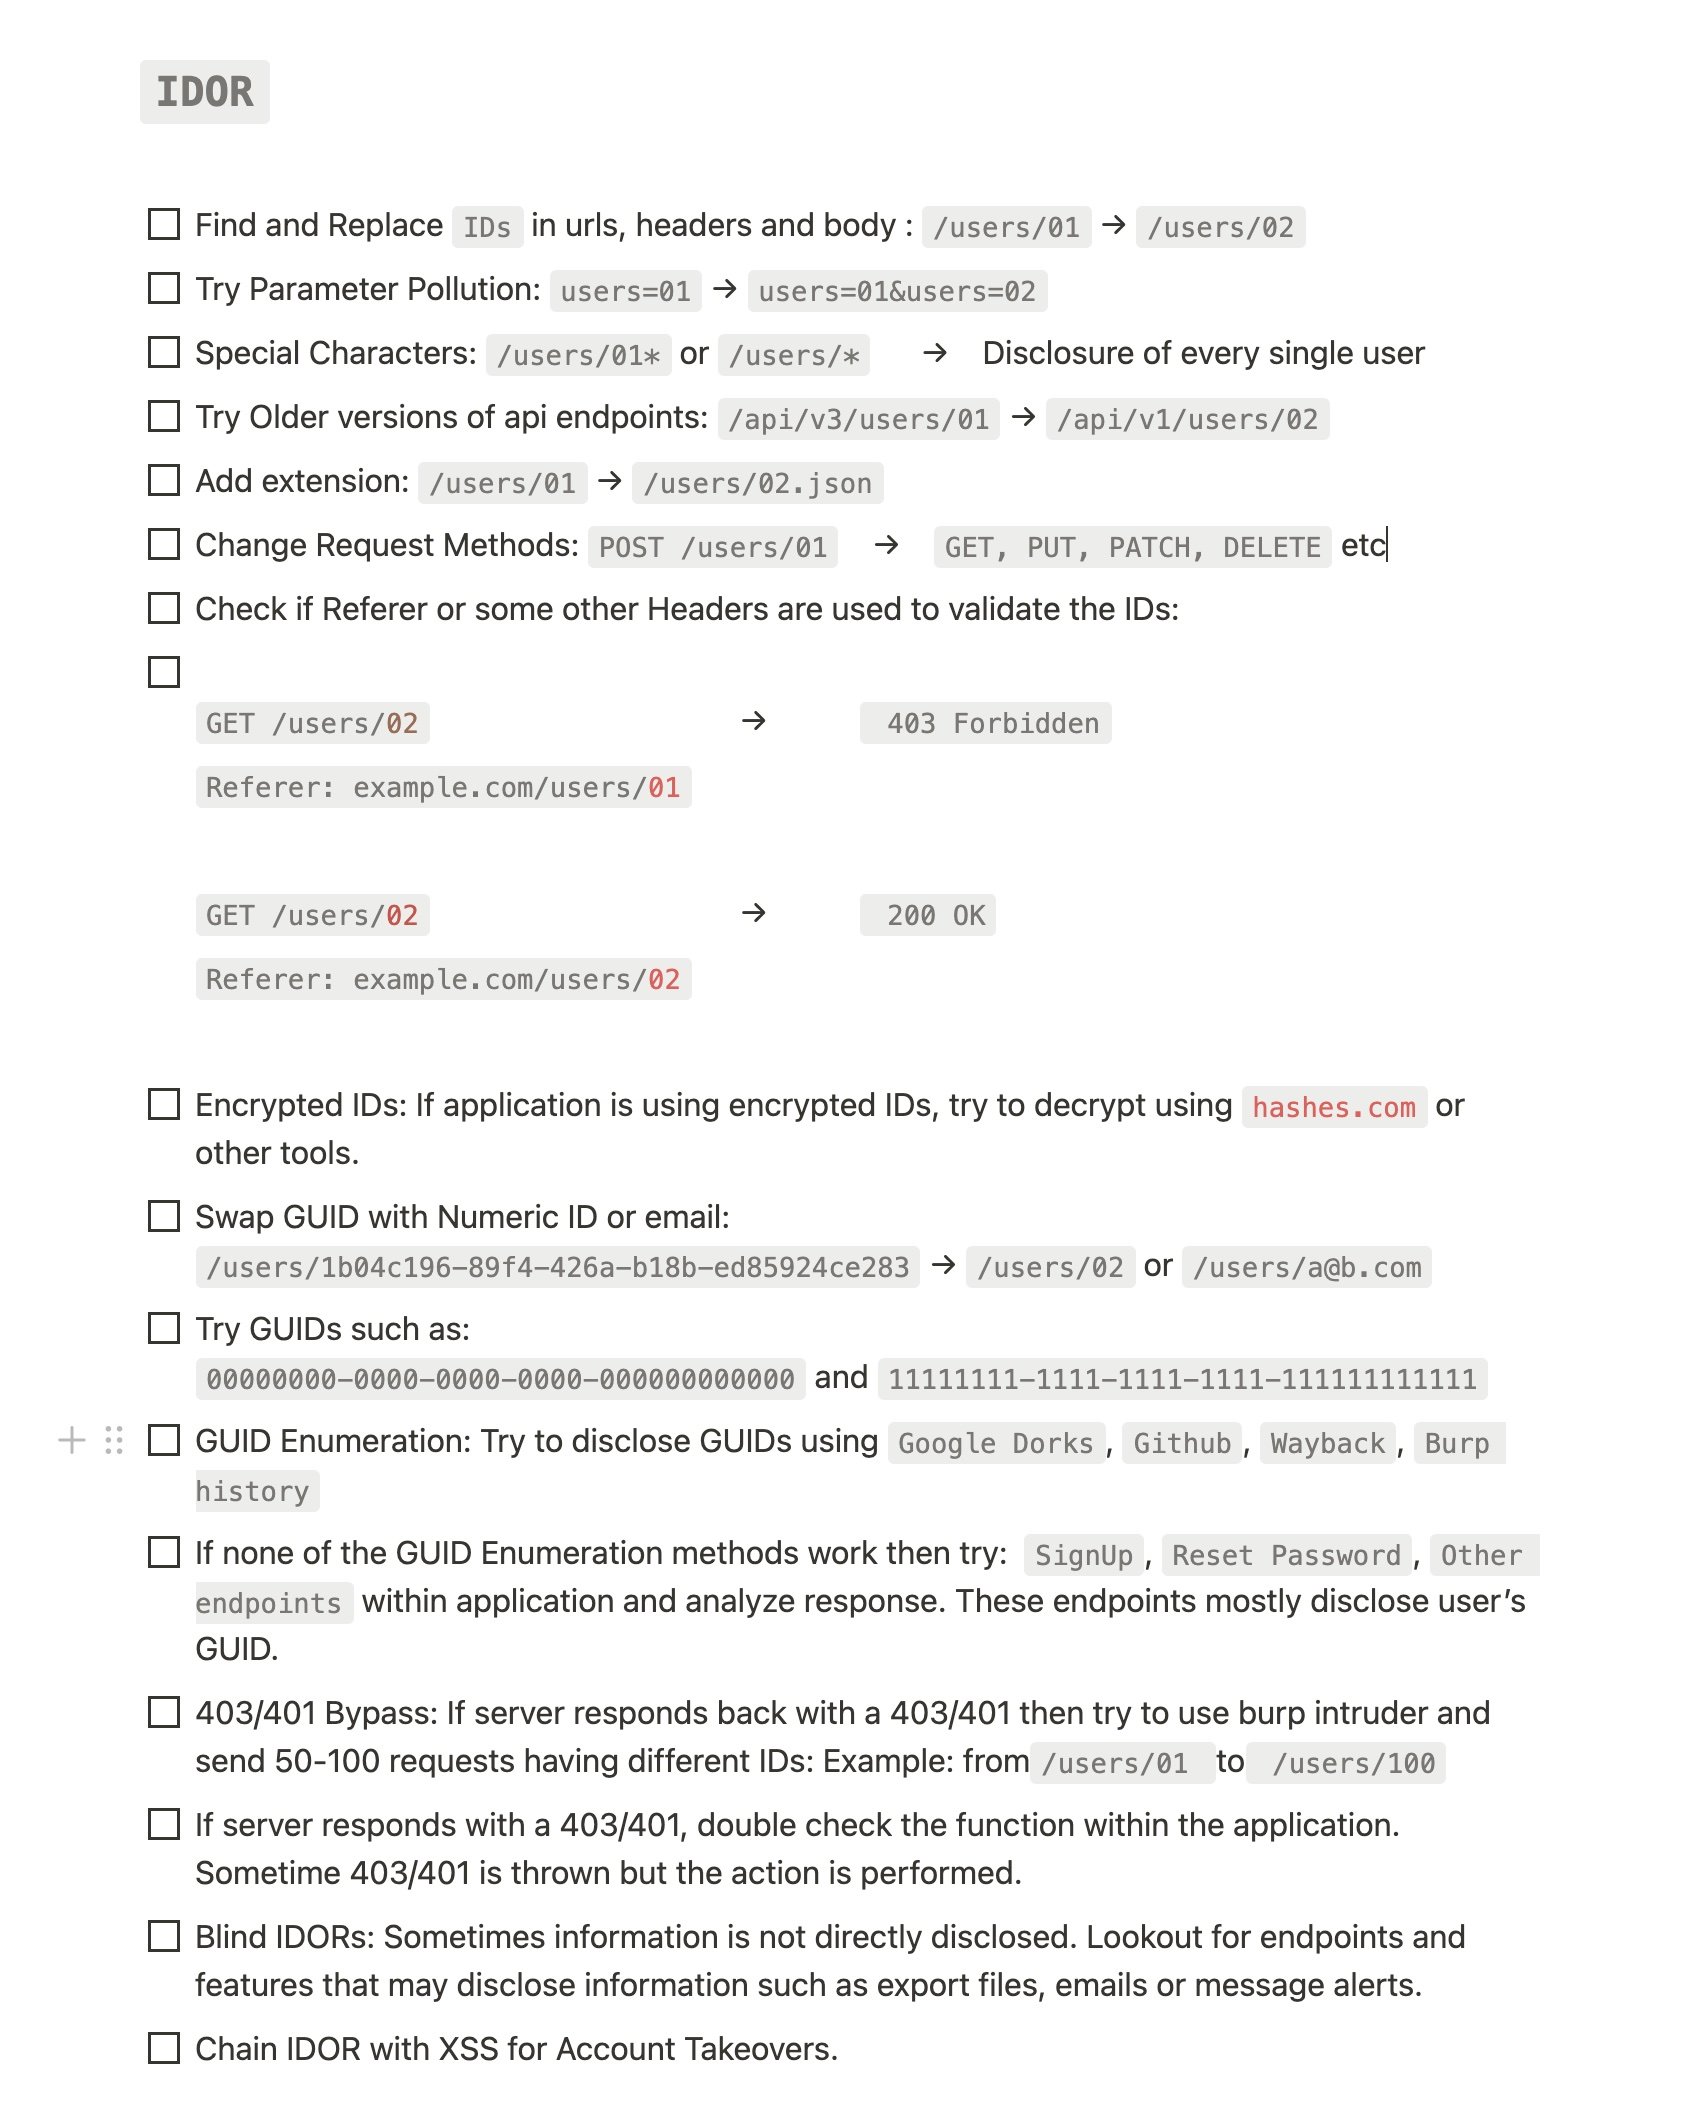 IDOR
Find and Replace IDs in urls, headers and body : /users/01 → /users/02
Try Parameter Pollution: users=01 → users=01&users=02
Special Characters: /users/01* or /users/* → Disclosure of every single user
Try Older versions of api endpoints: /api/v3/users/01 → /api/v1/users/02
Add extension: /users/01 → /users/02.json
Change Request Methods: POST /users/01 → GET, PUT, PATCH, DELETE etc
Check if Referer or some other Headers are used to validate the IDs:
GET /users/02 → 403 Forbidden
Referer: example.com/users/01
GET /users/02 → 200 OK
Referer: example.com/users/02
Encrypted IDs: If application is using encrypted IDs, try to decrypt using hashes.com or
other tools.
Swap GUID with Numeric ID or email:
/users/1b04c196-89f4-426a-b18b-ed85924ce283 → /users/02 or /users/a@b.com
Try GUIDs such as:
00000000-0000-0000-0000-000000000000 and 11111111-1111-1111-1111-111111111111
GUID Enumeration: Try to disclose GUIDs using Google Dorks, Github, Wayback, Burp
history
If none of the GUID Enumeration methods work then try: SignUp, Reset Password, Other
endpoints within application and analyze response. These endpoints mostly disclose user’s
GUID.
403/401 Bypass: If server responds back with a 403/401 then try to use burp intruder and
send 50-100 requests having different IDs: Example: from /users/01 to /users/100
If server responds with a 403/401, double check the function within the application.
Sometime 403/401 is thrown but the action is performed.
Blind IDORs: Sometimes information is not directly disclosed. Lookout for endpoints and
features that may disclose information such as export files, emails or message alerts.
Chain IDOR with XSS for Account Takeovers.